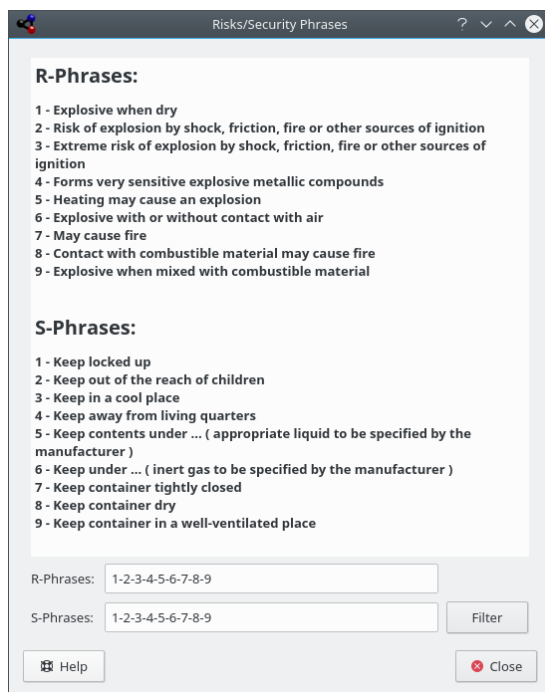 Risks/Security Phrases
R-Phrases:
1 - Explosive when dry
2 - Risk of explosion by shock, friction, fire or other sources of ignition
3 - Extreme risk of explosion by shock, friction, fire or other sources of
ignition
4 - Forms very sensitive explosive metallic compounds
5 - Heating may cause an explosion
6 - Explosive with or without contact with air
7 - May cause fire
8 - Contact with combustible material may cause fire
9 - Explosive when mixed with combustible material
S-Phrases:
1 - Keep locked up
2 - Keep out of the reach of children
3 - Keep in a cool place
4 - Keep away from living quarters
5 - Keep contents under ... ( appropriate liquid to be specified by the
manufacturer )
6 - Keep under ... ( inert gas to be specified by the manufacturer )
7 - Keep container tightly closed
8 - Keep container dry
9 - Keep container in a well-ventilated place
R-Phrases: 1-2-3-4-5-6-7-8-9
S-Phrases: 1-2-3-4-5-6-7-8-9 Filter
Help Close